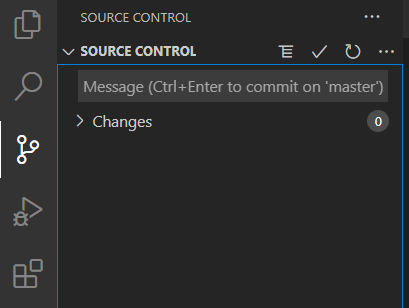 SOURCE CONTROL
SOURCE CONTROL
Message (Ctrl+Enter to commit on 'master')
Changes 0